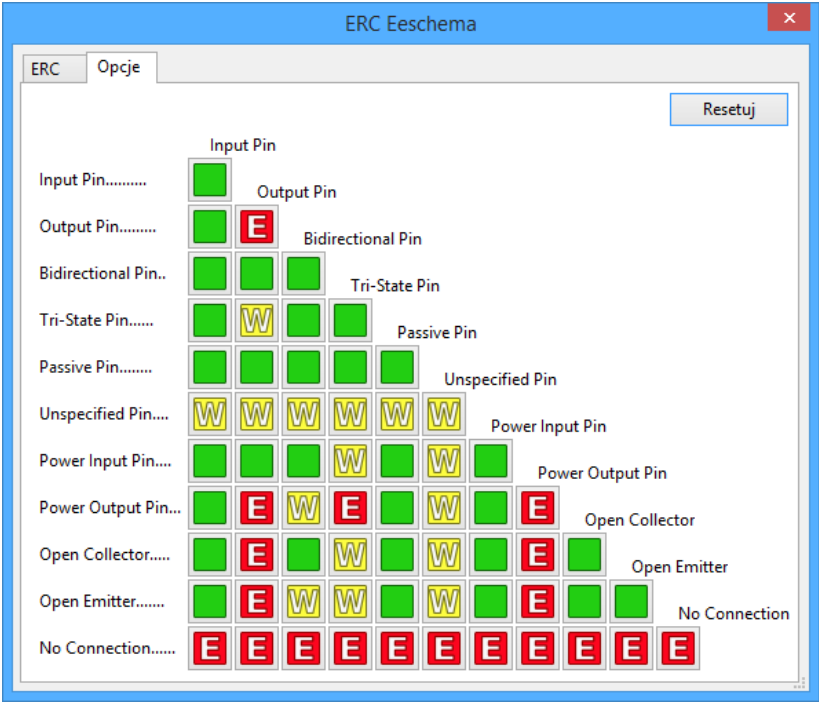 ERC Eeschema
ERC Opcje
Resetuj
Input Pin
Input Pin..........
Output Pin
Output Pin......... E
Bidirectional Pin
Bidirectional Pin..
Tri-State Pin
Tri-State Pin...... W
Passive Pin
Passive Pin........
Unspecified Pin
Unspecified Pin.... W W W W W W
Power Input Pin
Power Input Pin.... W W
Power Output Pin
Power Output Pin... E W E W E
Open Collector
Open Collector..... E W W E
Open Emitter
Open Emitter....... E W W W E
No Connection
No Connection...... E E E E E E E E E E E